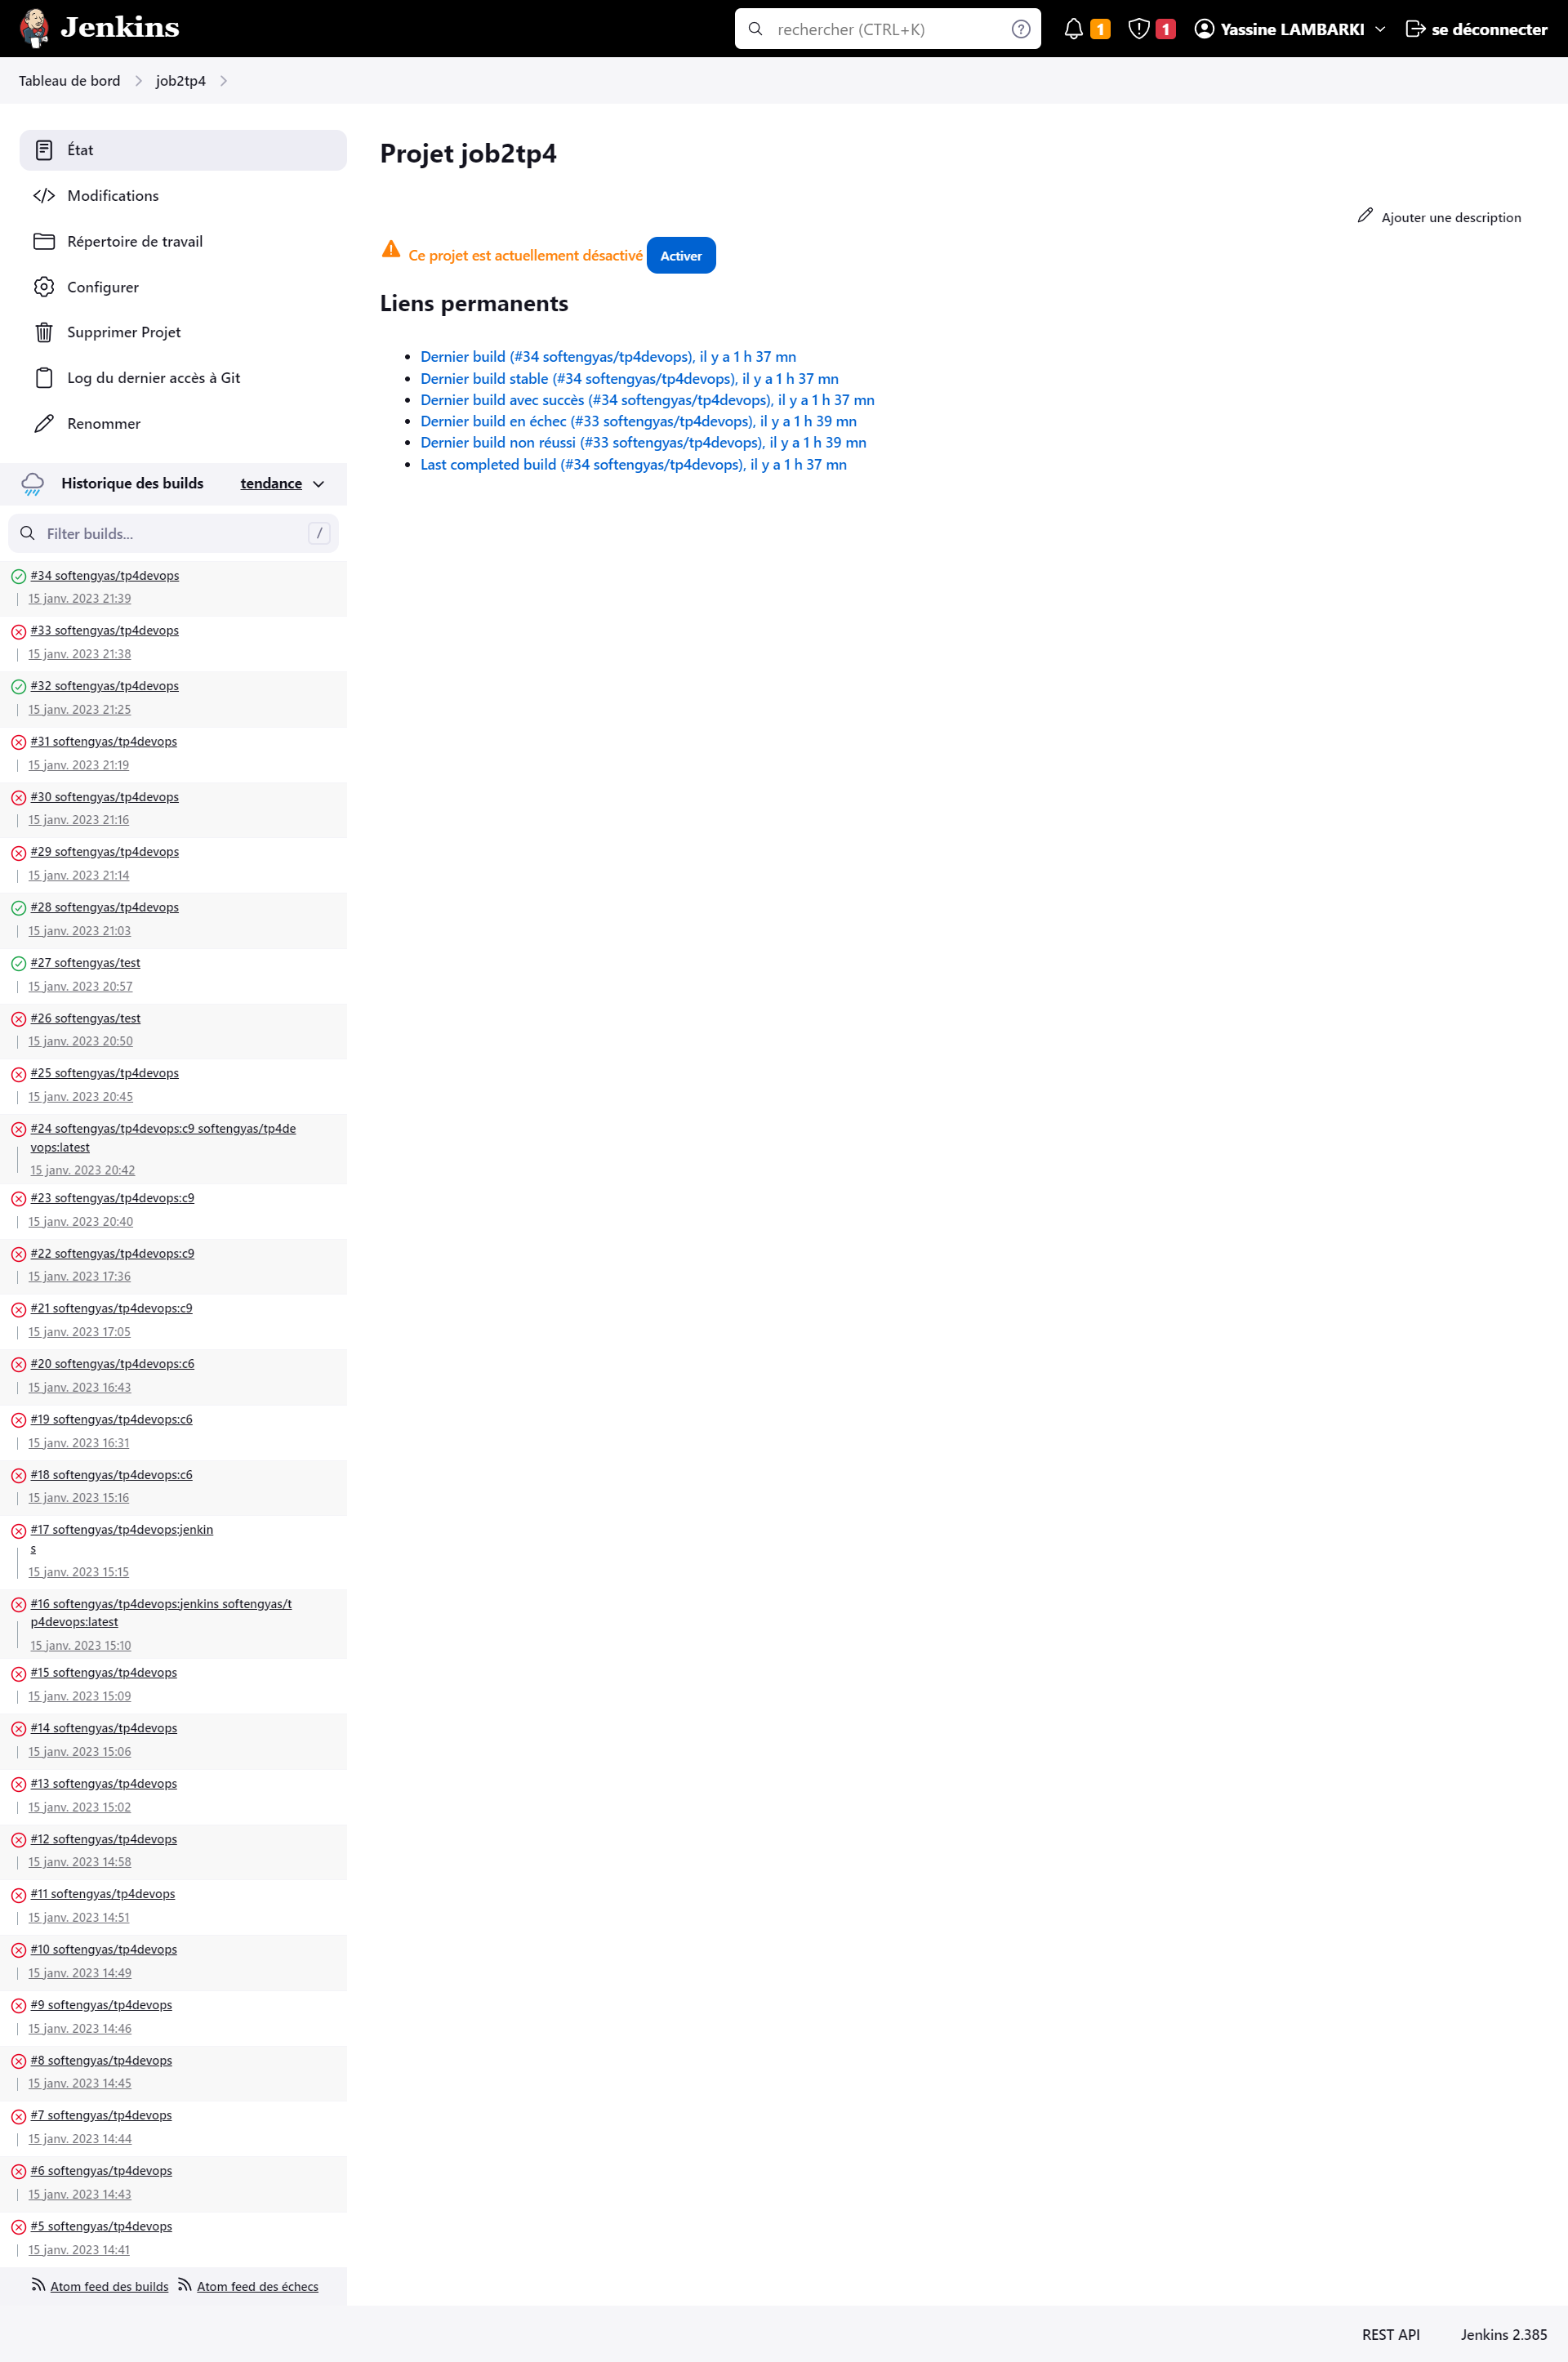 Jenkins
rechercher (CTRL+K)
1
1
Yassine LAMBARKI
se déconnecter
Tableau de bord
job2tp4
État
Modifications
Répertoire de travail
Configurer
Supprimer Projet
Log du dernier accès à Git
Renommer
Projet job2tp4
Ajouter une description
Ce projet est actuellement désactivé
Activer
Liens permanents
Dernier build (#34 softengyas/tp4devops), il y a 1 h 37 mn
Dernier build stable (#34 softengyas/tp4devops), il y a 1 h 37 mn
Dernier build avec succès (#34 softengyas/tp4devops), il y a 1 h 37 mn
Dernier build en échec (#33 softengyas/tp4devops), il y a 1 h 39 mn
Dernier build non réussi (#33 softengyas/tp4devops), il y a 1 h 39 mn
Last completed build (#34 softengyas/tp4devops), il y a 1 h 37 mn
Historique des builds
tendance
Filter builds...
/
#34 softengyas/tp4devops
15 janv. 2023 21:39
#33 softengyas/tp4devops
15 janv. 2023 21:38
#32 softengyas/tp4devops
15 janv. 2023 21:25
#31 softengyas/tp4devops
15 janv. 2023 21:19
#30 softengyas/tp4devops
15 janv. 2023 21:16
#29 softengyas/tp4devops
15 janv. 2023 21:14
#28 softengyas/tp4devops
15 janv. 2023 21:03
#27 softengyas/test
15 janv. 2023 20:57
#26 softengyas/test
15 janv. 2023 20:50
#25 softengyas/tp4devops
15 janv. 2023 20:45
#24 softengyas/tp4devops:c9 softengyas/tp4de
vops:latest
15 janv. 2023 20:42
#23 softengyas/tp4devops:c9
15 janv. 2023 20:40
#22 softengyas/tp4devops:c9
15 janv. 2023 17:36
#21 softengyas/tp4devops:c9
15 janv. 2023 17:05
#20 softengyas/tp4devops:c6
15 janv. 2023 16:43
#19 softengyas/tp4devops:c6
15 janv. 2023 16:31
#18 softengyas/tp4devops:c6
15 janv. 2023 15:16
#17 softengyas/tp4devops:jenkin
s
15 janv. 2023 15:15
#16 softengyas/tp4devops:jenkins softengyas/t
p4devops:latest
15 janv. 2023 15:10
#15 softengyas/tp4devops
15 janv. 2023 15:09
#14 softengyas/tp4devops
15 janv. 2023 15:06
#13 softengyas/tp4devops
15 janv. 2023 15:02
#12 softengyas/tp4devops
15 janv. 2023 14:58
#11 softengyas/tp4devops
15 janv. 2023 14:51
#10 softengyas/tp4devops
15 janv. 2023 14:49
#9 softengyas/tp4devops
15 janv. 2023 14:46
#8 softengyas/tp4devops
15 janv. 2023 14:45
#7 softengyas/tp4devops
15 janv. 2023 14:44
#6 softengyas/tp4devops
15 janv. 2023 14:43
#5 softengyas/tp4devops
15 janv. 2023 14:41
Atom feed des builds
Atom feed des échecs
REST API
Jenkins 2.385